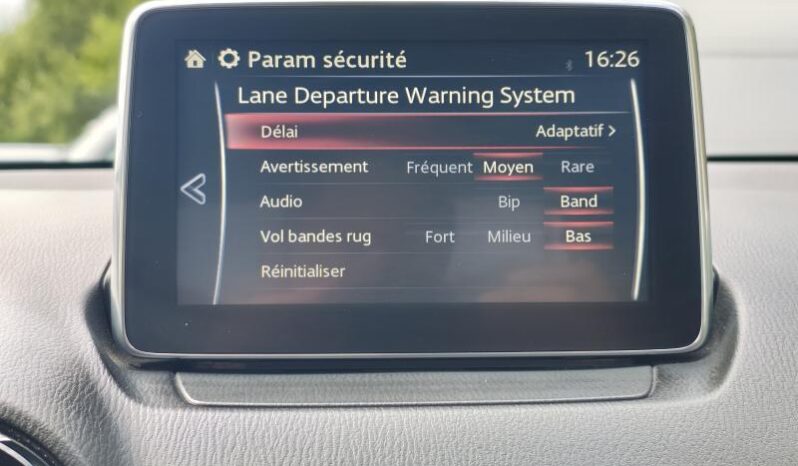 Param sécurité 16:26
Lane Departure Warning System
Délai Adaptatif >
Avertissement Fréquent Moyen Rare
Audio Bip Band
Vol bandes rug Fort Milieu Bas
Réinitialiser